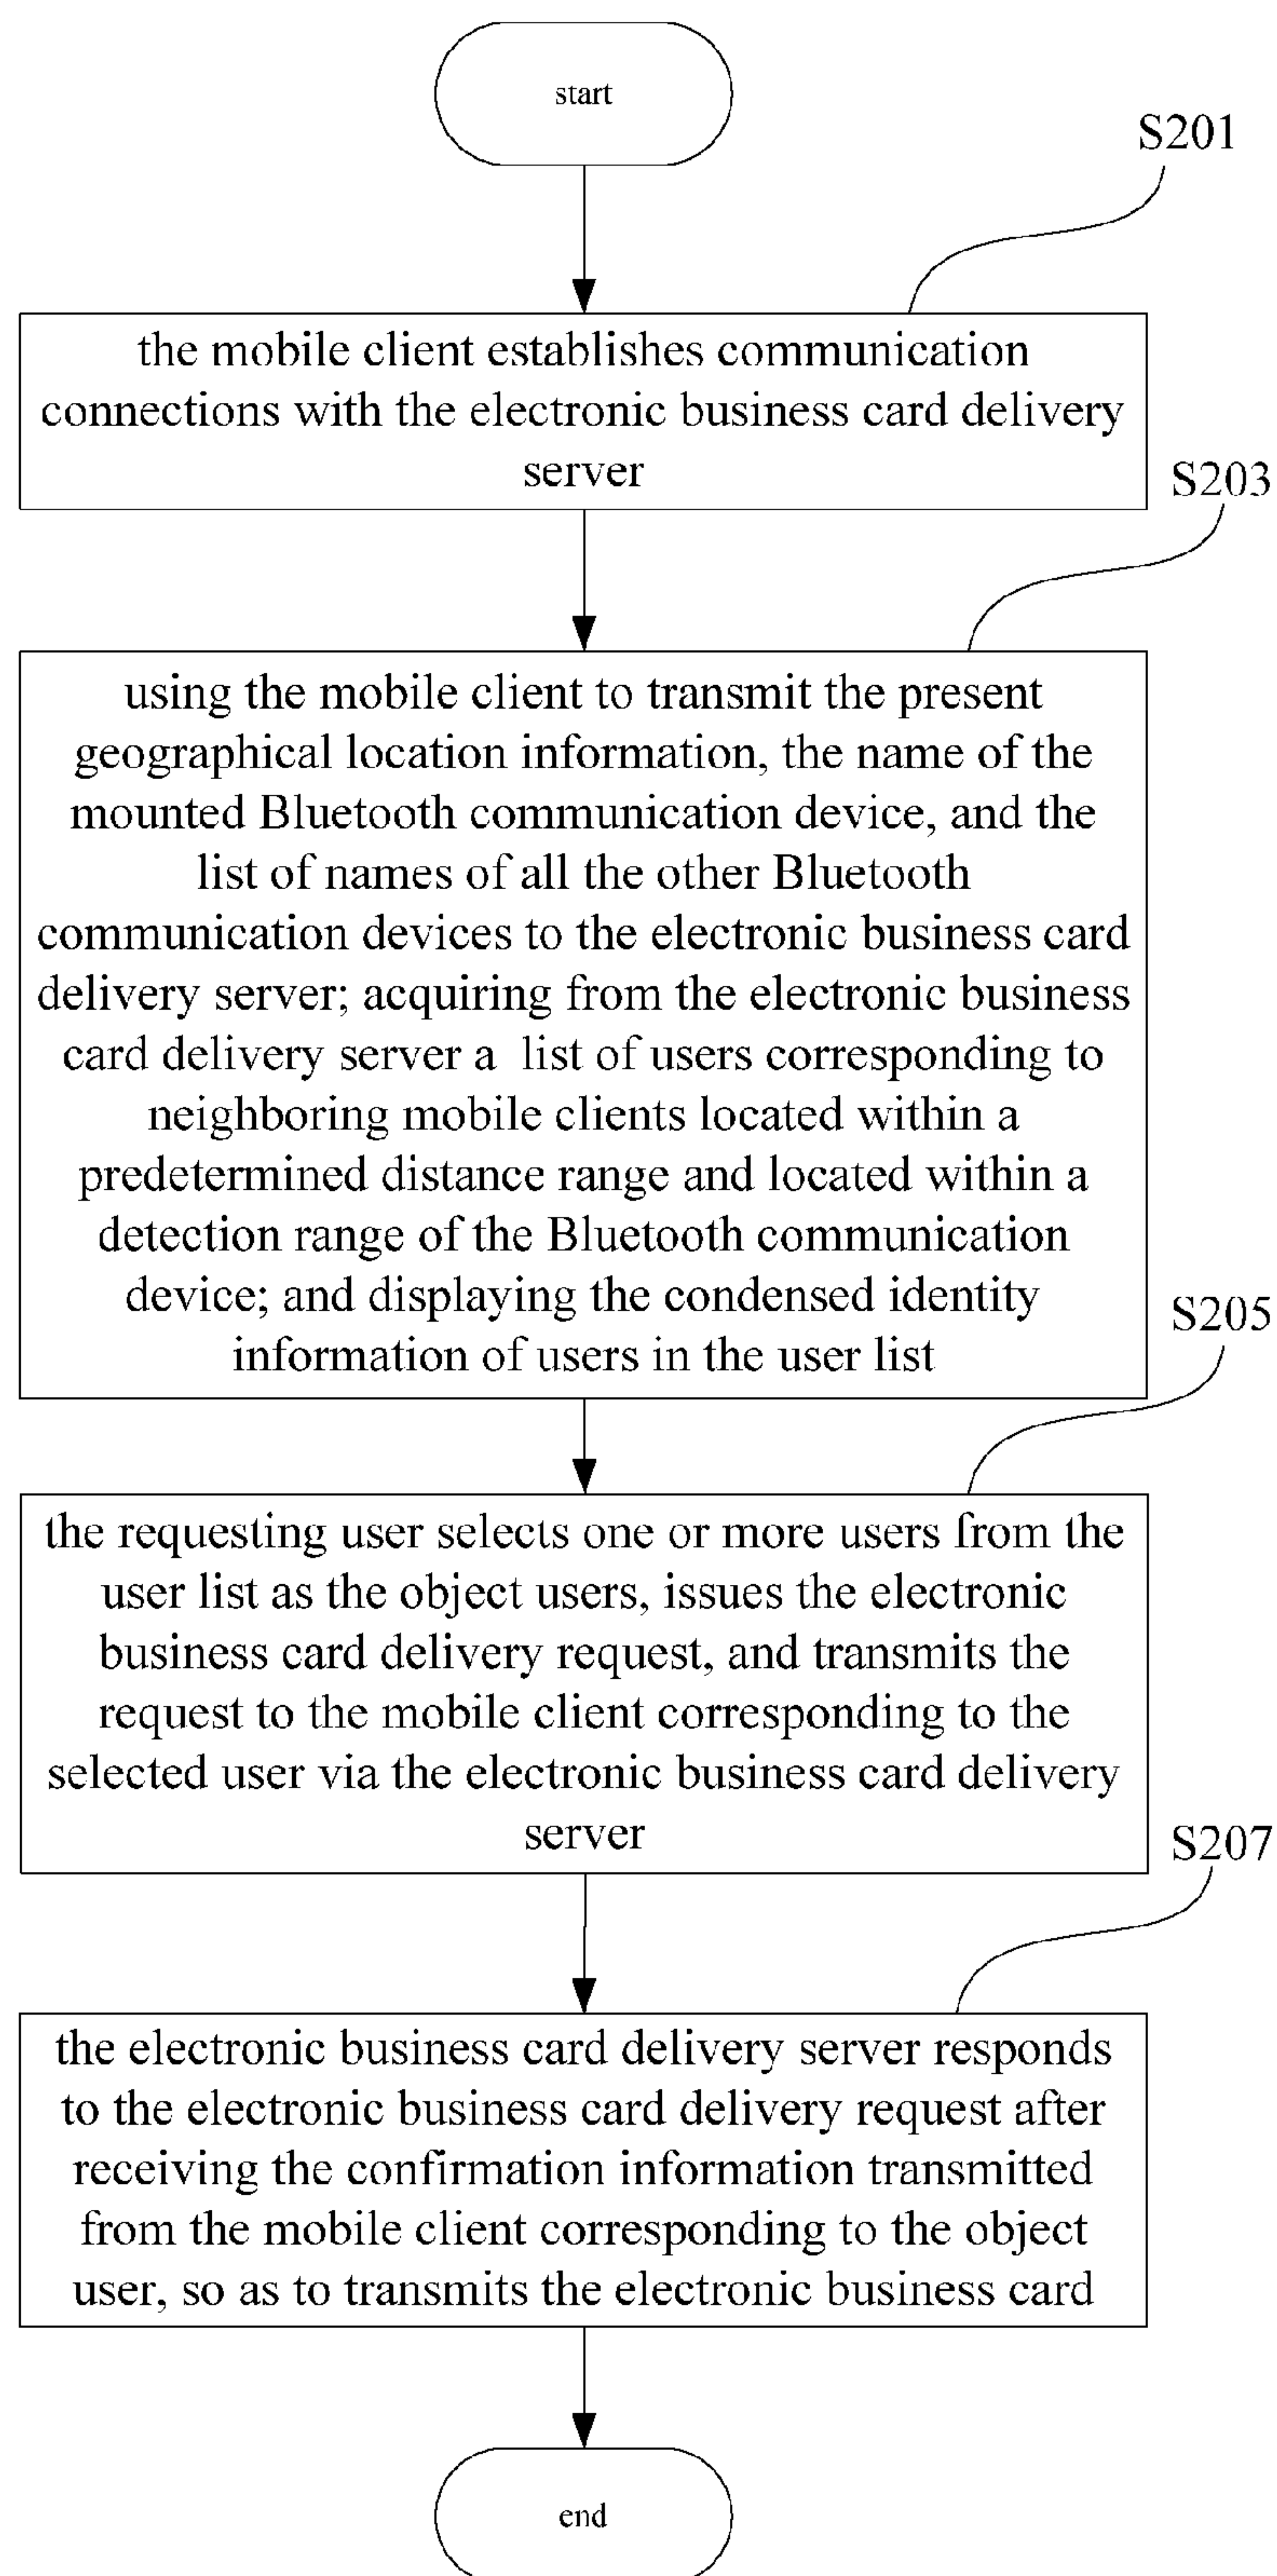 start
S201
the mobile client establishes communication
connections with the electronic business card delivery
server
S203
using the mobile client to transmit the present
geographical location information, the name of the
mounted Bluetooth communication device, and the
list of names of all the other Bluetooth
communication devices to the electronic business card
delivery server; acquiring from the electronic business
card delivery server a list of users corresponding to
neighboring mobile clients located within a
predetermined distance range and located within a
detection range of the Bluetooth communication
device; and displaying the condensed identity
information of users in the user list
S205
the requesting user selects one or more users from the
user list as the object users, issues the electronic
business card delivery request, and transmits the
request to the mobile client corresponding to the
selected user via the electronic business card delivery
server
S207
the electronic business card delivery server responds
to the electronic business card delivery request after
receiving the confirmation information transmitted
from the mobile client corresponding to the object
user, so as to transmits the electronic business card
end